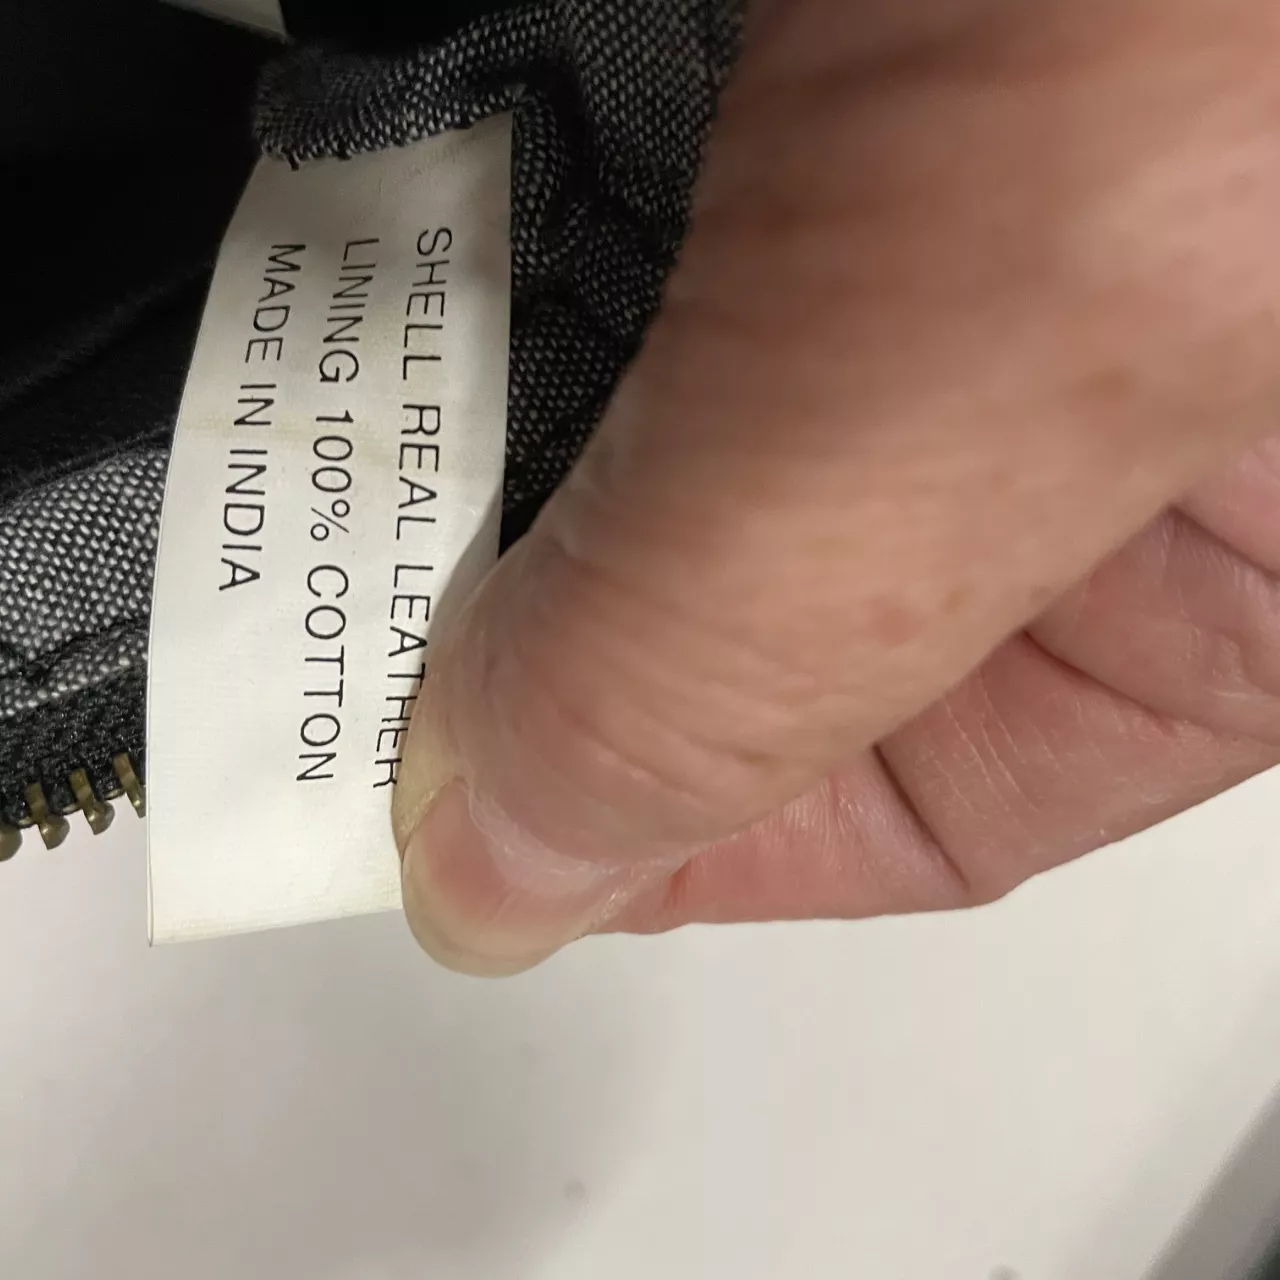 SHELL REAL LEATHER
LINING 100% COTTON
MADE IN INDIA